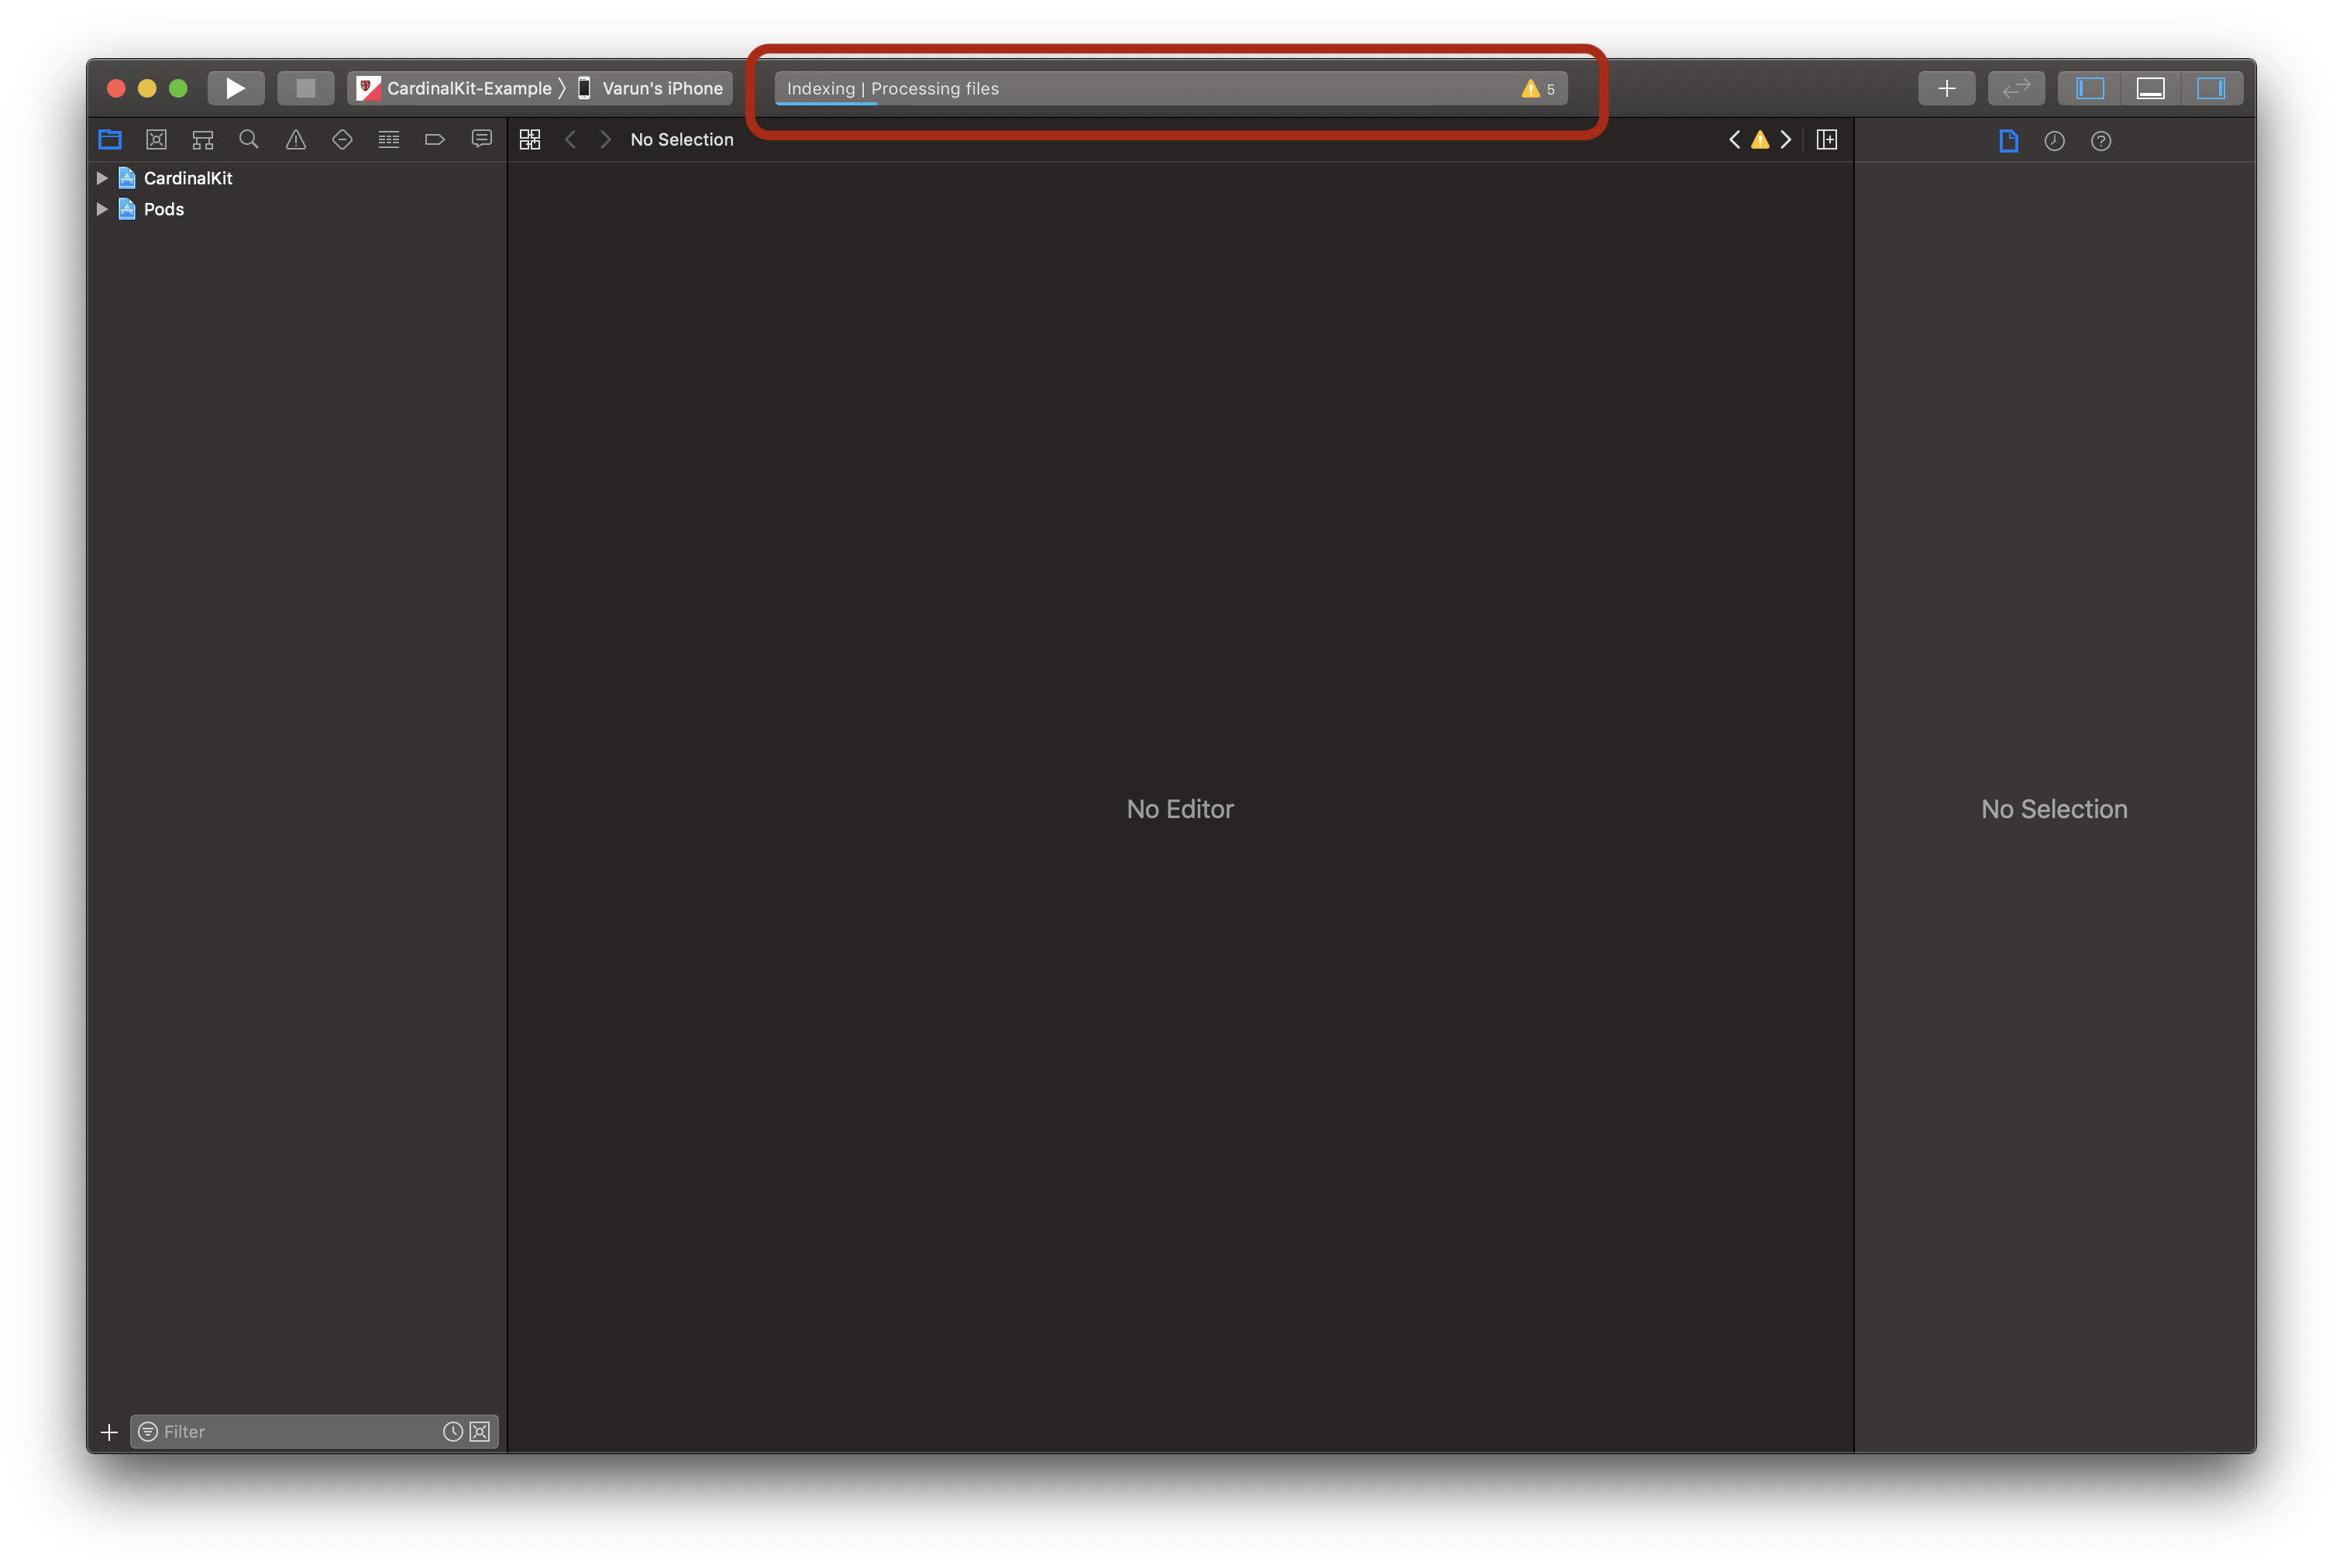 CardinalKit-Example 〉 Varun's iPhone
Indexing | Processing files
5
No Selection
CardinalKit
Pods
No Editor
No Selection
Filter